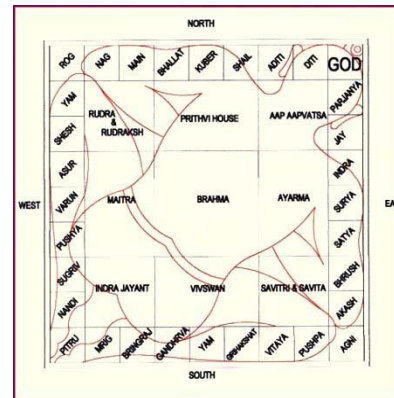 NORTH
ROG
NAG
MAIN
BHALLAT
KUBER
SHAIL
ADITI
DITI
GOD
YAM
PARJANYA
RUDRA
&
RUDRAKSH
PRITHVI HOUSE
AAP AAPVATSA
SHESH
JAY
ASUR
INDRA
WEST
VARUN
MAITRA
BRAHMA
AYARMA
SURYA
EA
PUSHYA
SATYA
SUGRIV
INDRA JAYANT
VIVSWAN
SAVITRI & SAVITA
BHRUSH
NANDI
AKASH
PITRU
MRIG
BRINGRAJ
GANDHRVA
YAM
VITAYA
PUSHPA
AGNI
SOUTH